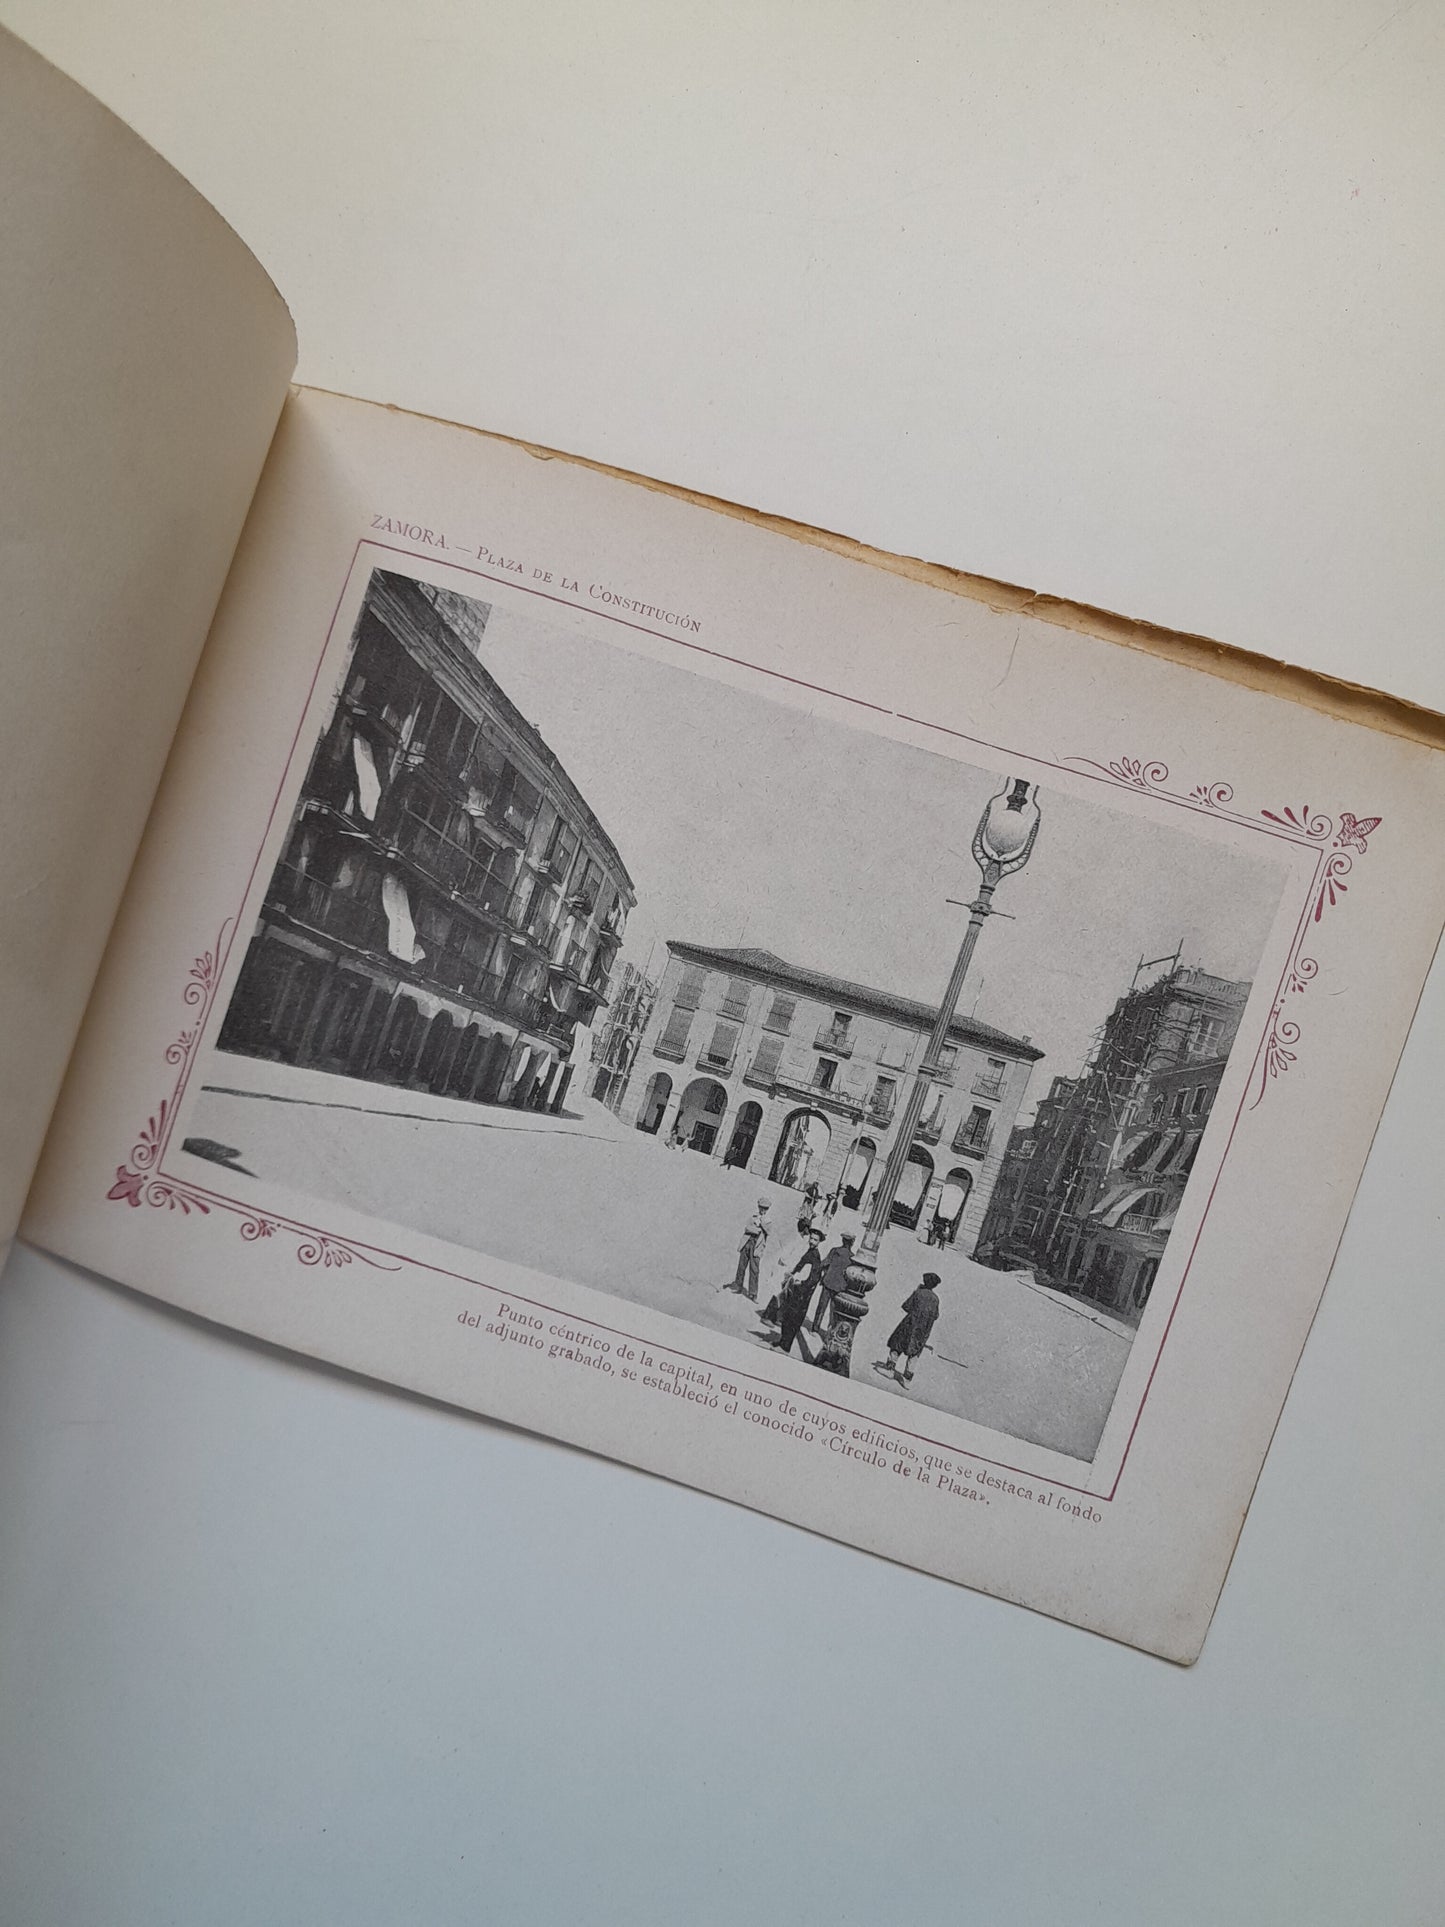 ZAMORA. — Plaza de la Constitución
Punto céntrico de la capital, en uno de cuyos edificios, que se destaca al fondo
del adjunto grabado, se estableció el conocido «Círculo de la Plaza».